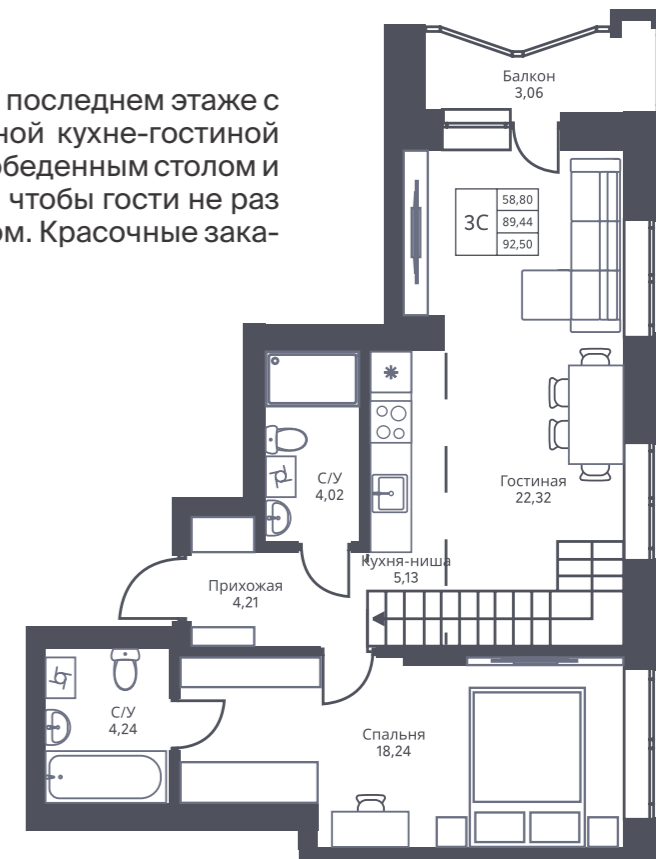 последнем этаже с
ной кухне-гостиной
обеденным столом и
чтобы гости не раз
ом. Красочные зака-
Балкон
3,06
3С
58,80
89,44
92,50
С/У
4,02
Гостиная
22,32
Кухня-ниша
5,13
Прихожая
4,21
С/У
4,24
Спальня
18,24